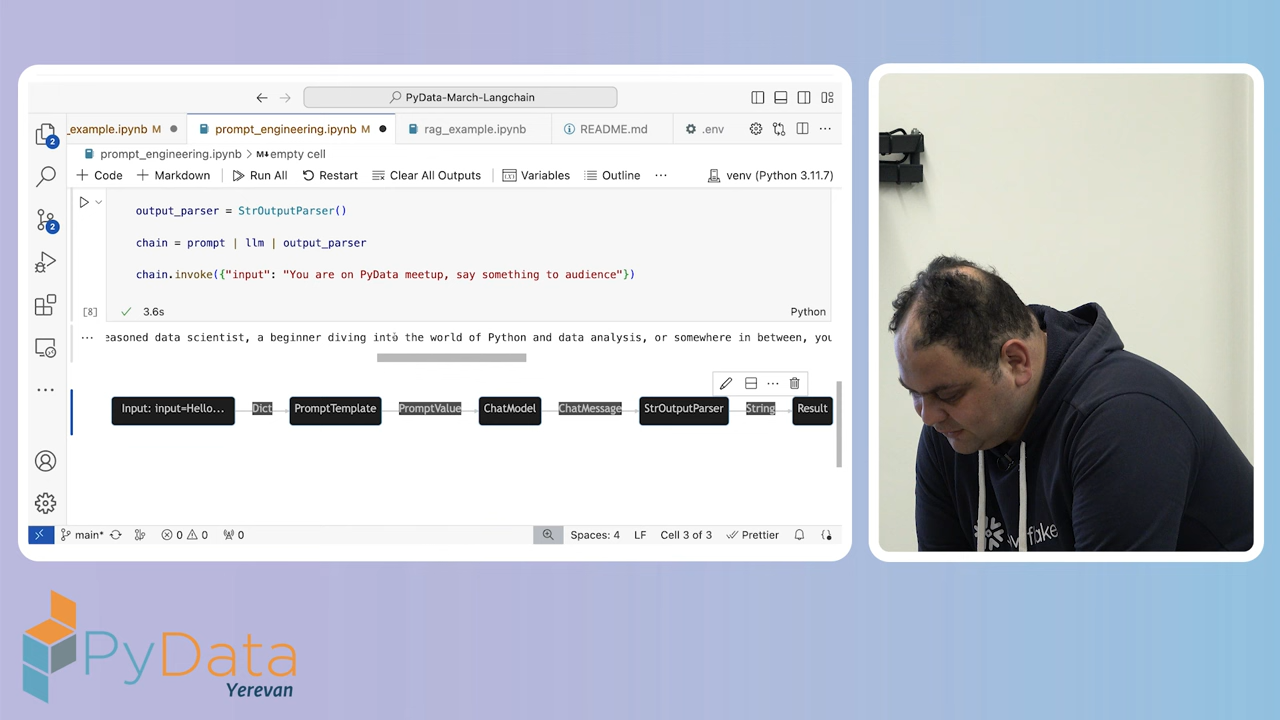 PyData-March-Langchain
_example.ipynb M
prompt_engineering.ipynb M
rag_example.ipynb
README.md
.env
prompt_engineering.ipynb > M↓empty cell
+ Code + Markdown Run All Restart Clear All Outputs Variables Outline ... venv (Python 3.11.7)
2
2
output_parser = StrOutputParser()
chain = prompt | llm | output_parser
chain.invoke({"input": "You are on PyData meetup, say something to audience"})
[8] 3.6s Python
... easoned data scientist, a beginner diving into the world of Python and data analysis, or somewhere in between, you
Input: input=Hello... Dict PromptTemplate PromptValue ChatModel ChatMessage StrOutputParser String Result
main* 0 0 0 Spaces: 4 LF Cell 3 of 3 Prettier
PyData
Yerevan